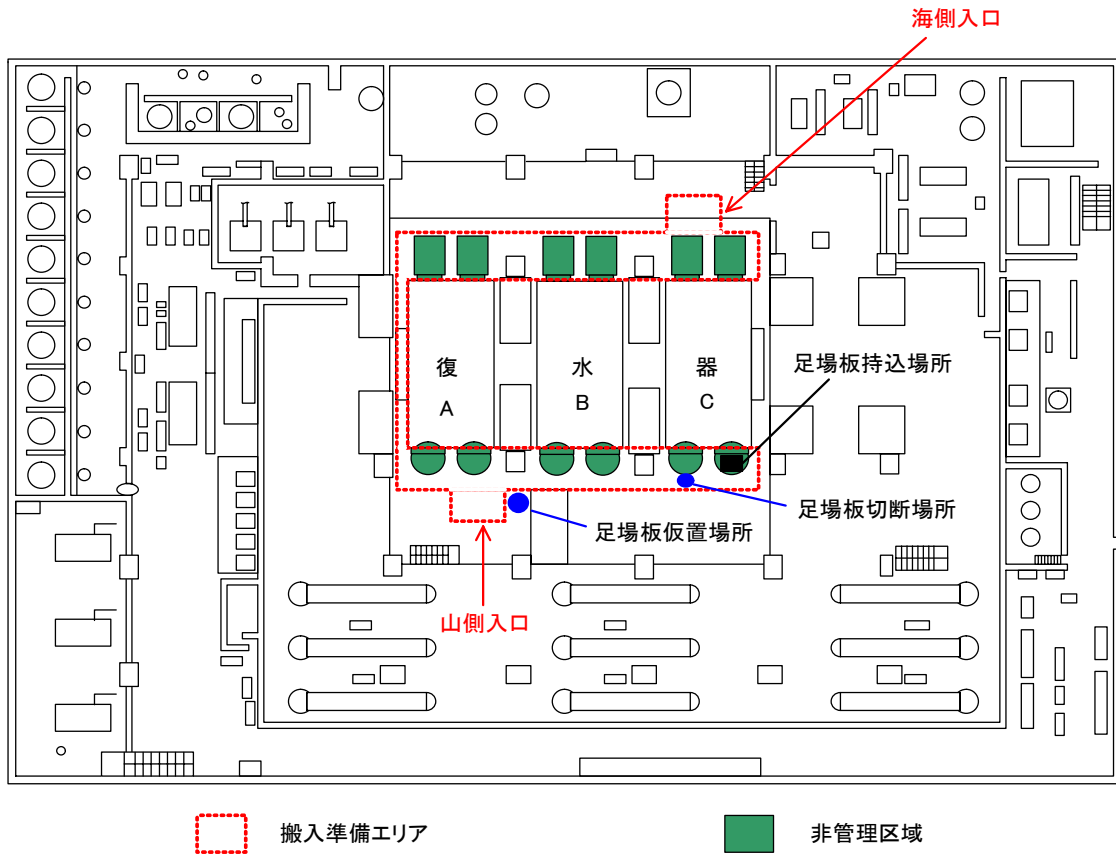 海側入口
復 水 器
A B C
足場板持込場所
足場板切断場所
足場板仮置場所
山側入口
搬入準備エリア
非管理区域